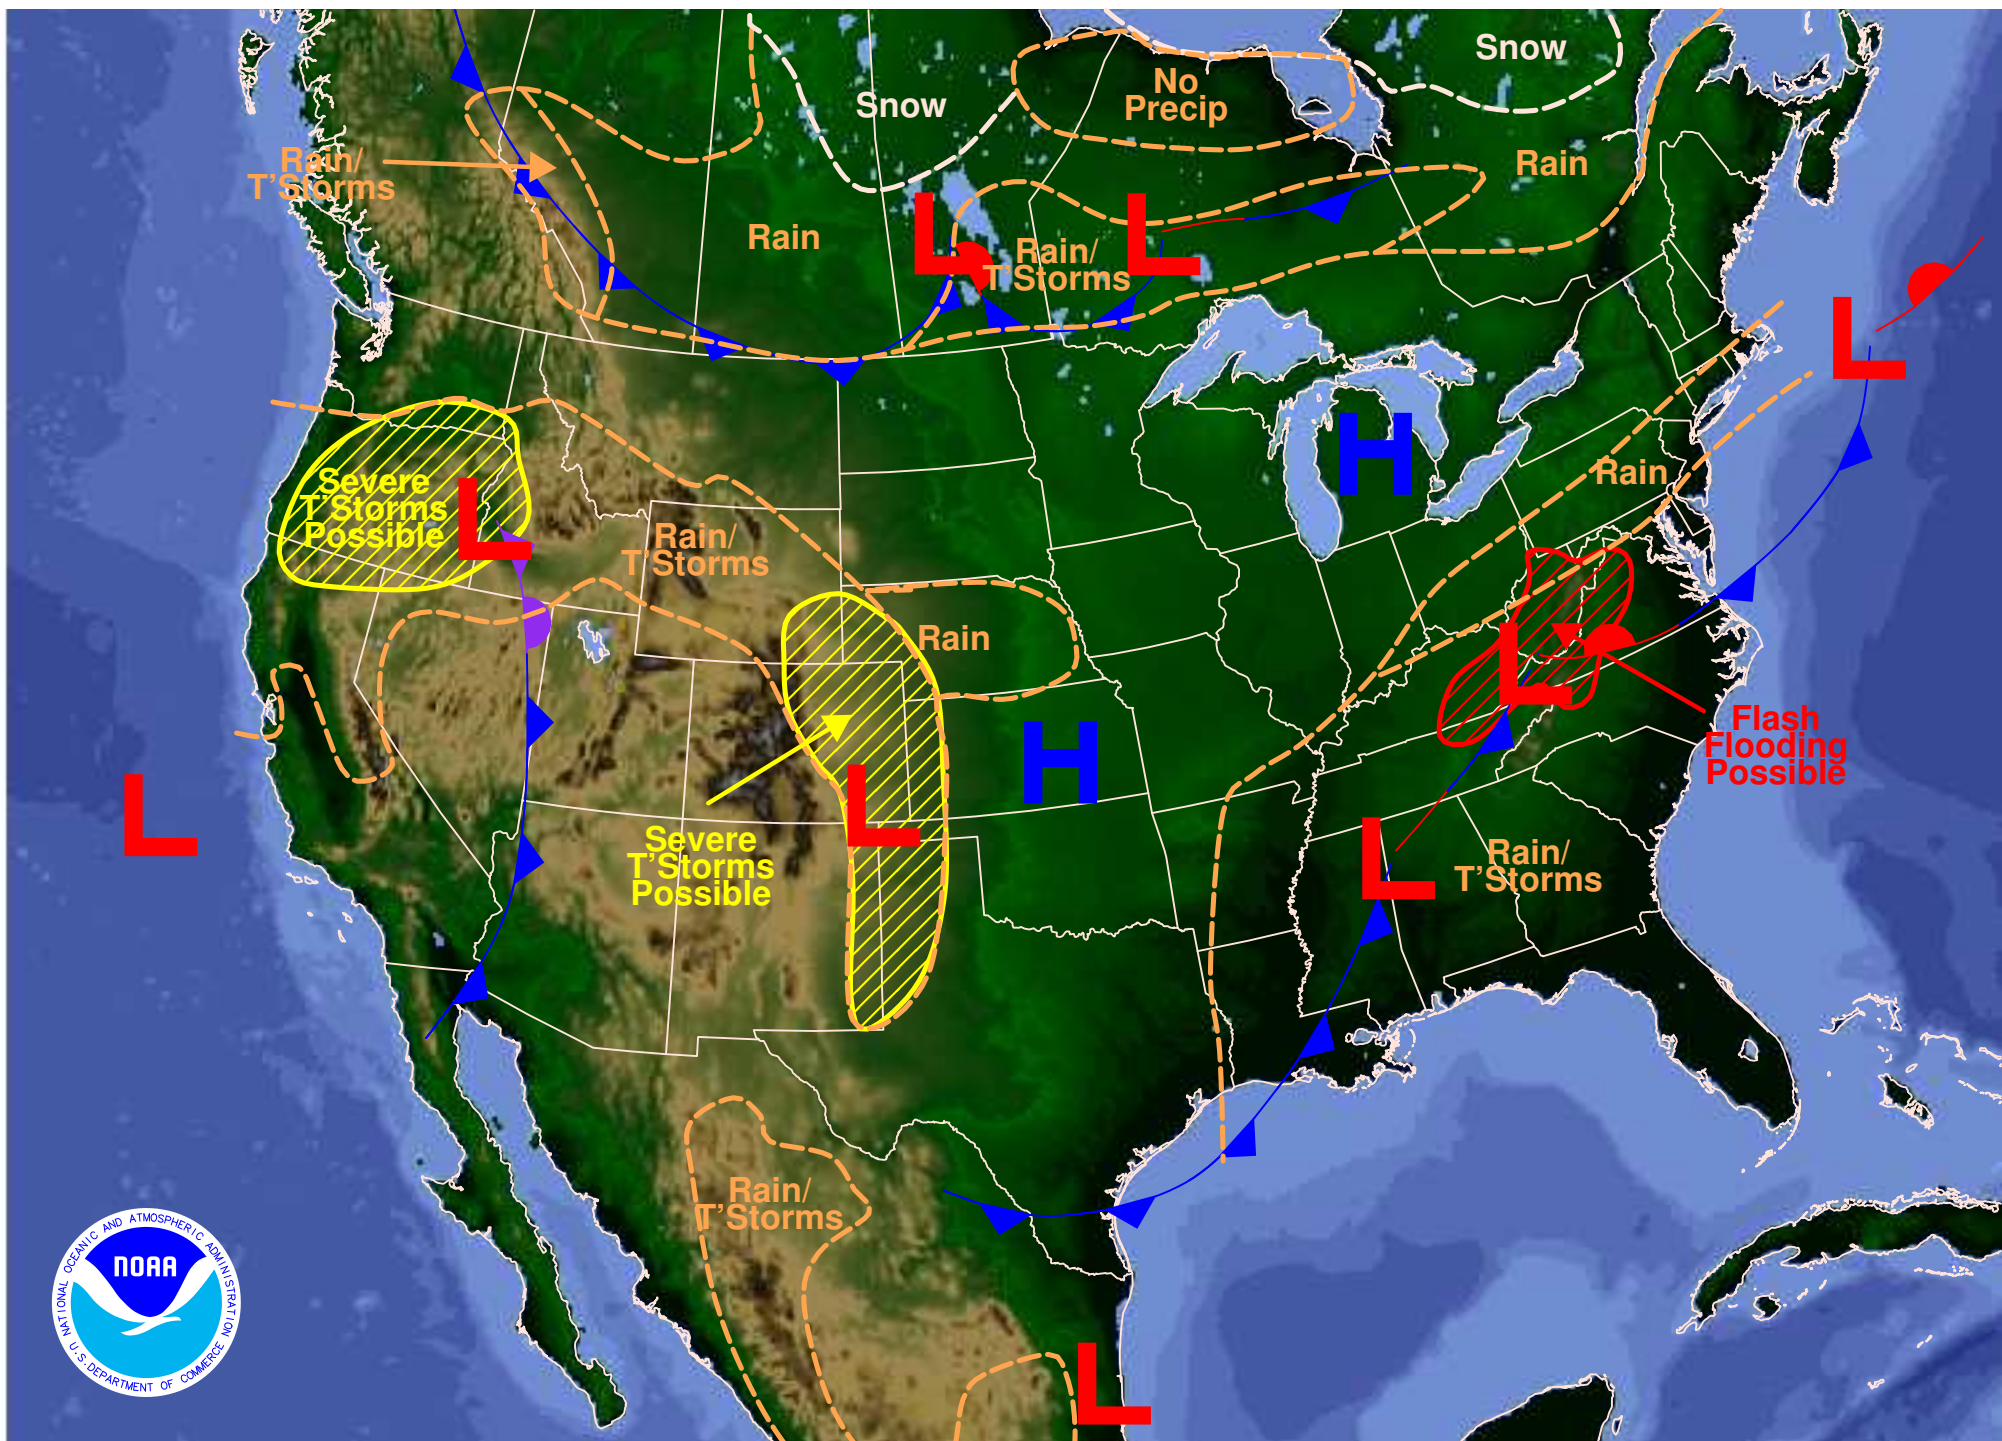 Snow
Snow
No
Precip
Rain/
T'Storms
Rain
Rain
L
L
Rain/
T'Storms
L
H
Rain
Severe
T'Storms
Possible
L
Rain/
T'Storms
Rain
L
Flash
Flooding
Possible
H
L
L
Severe
T'Storms
Possible
L
Rain/
T'Storms
Rain/
T'Storms
L
NATIONAL OCEANIC AND ATMOSPHERIC ADMINISTRATION
NOAA
U.S. DEPARTMENT OF COMMERCE